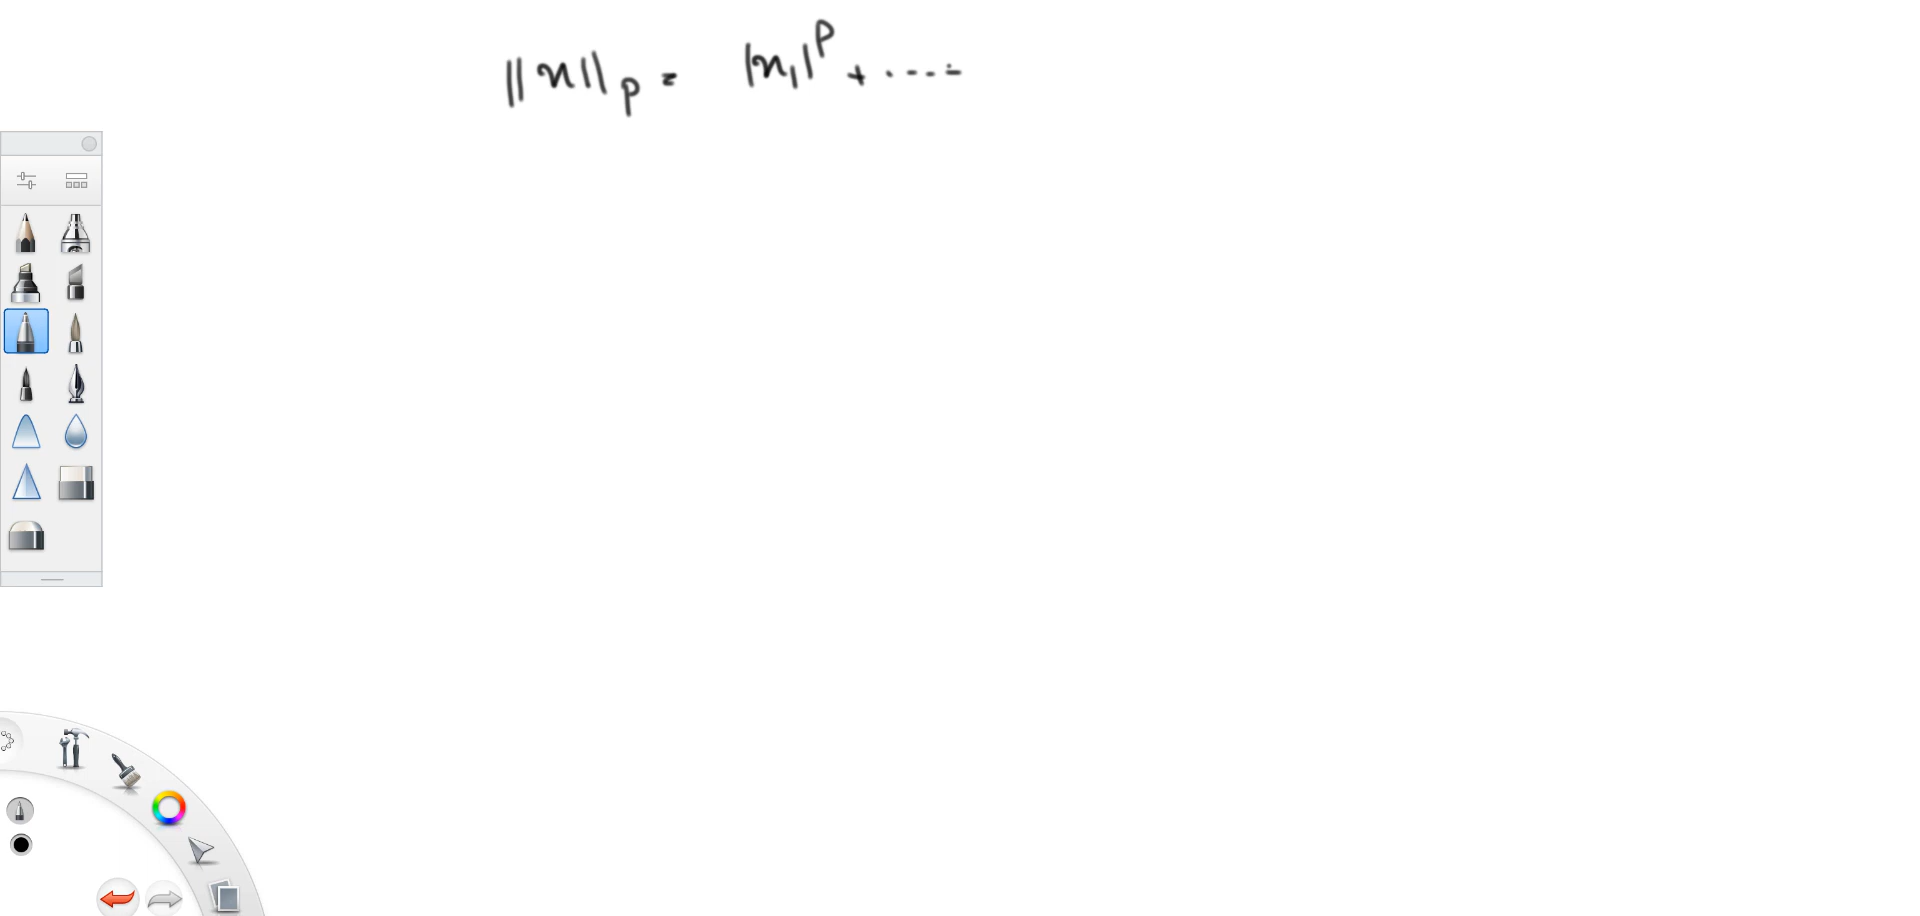 ||x||p = |x₁|^p + .....